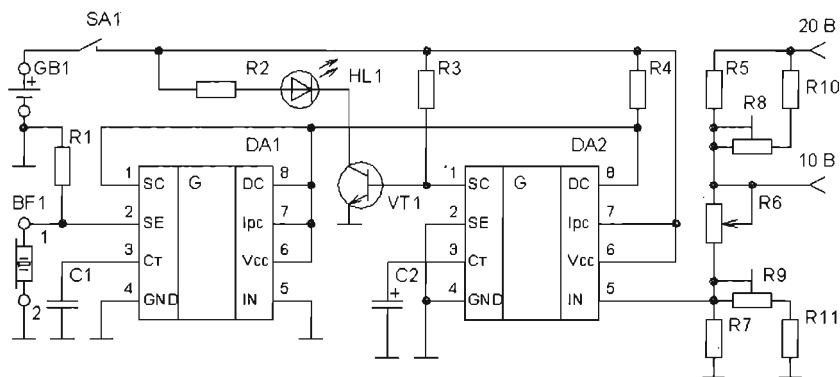 SA1
20 В
GB1
R2
HL1
R3
R4
R5
R10
R8
R1
DA1
DA2
10 В
1 SC G DC 8
1 SC G DC 8
BF1
VT1
R6
1
2 SE Ipc 7
2 SE Ipc 7
C1
3 CT Vcc 6
C2
3 CT Vcc 6
R9
2
4 GND IN 5
4 GND IN 5
R7
R11